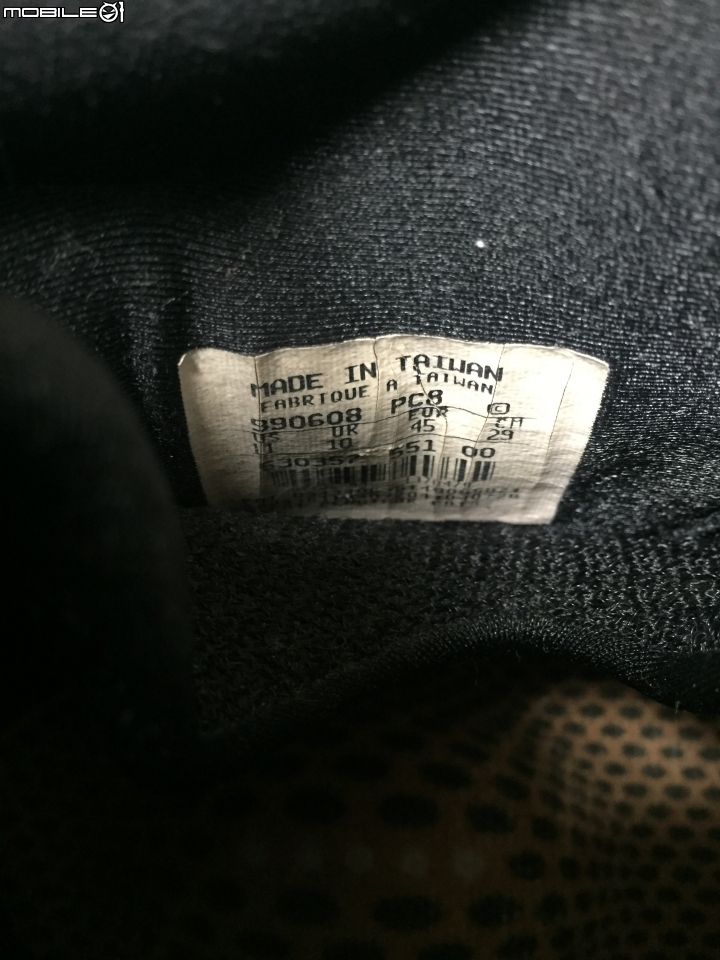 MOBILE01
MADE IN TAIWAN
FABRIQUE A TAIWAN
990608 PC8 ©
US UK EUR CM
11 10 45 29
630357 551 00